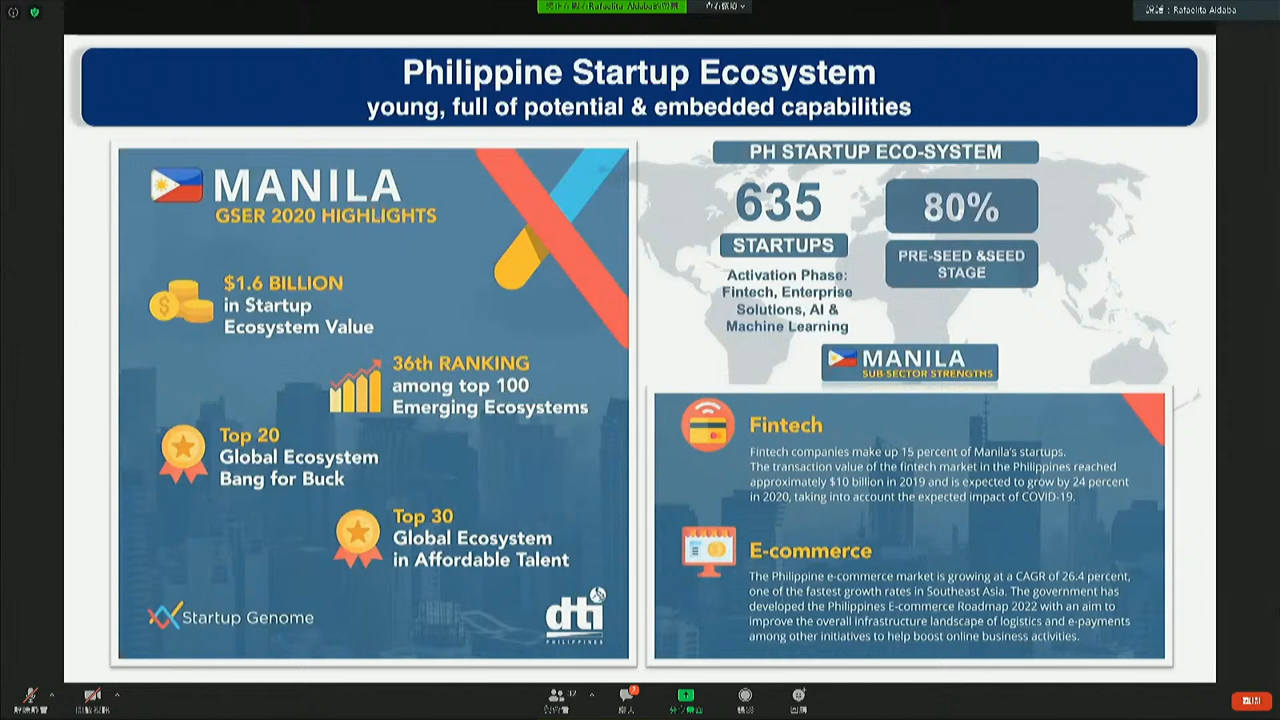 Rafaelita Aldaba
Philippine Startup Ecosystem
young, full of potential & embedded capabilities
MANILA
GSER 2020 HIGHLIGHTS
$1.6 BILLION
in Startup
Ecosystem Value
36th RANKING
among top 100
Emerging Ecosystems
Top 20
Global Ecosystem
Bang for Buck
Top 30
Global Ecosystem
in Affordable Talent
Startup Genome
dti
PHILIPPINES
PH STARTUP ECO-SYSTEM
635
STARTUPS
Activation Phase:
Fintech, Enterprise
Solutions, AI &
Machine Learning
80%
PRE-SEED &SEED
STAGE
MANILA
SUB-SECTOR STRENGTHS
Fintech
Fintech companies make up 15 percent of Manila's startups.
The transaction value of the fintech market in the Philippines reached
approximately $10 billion in 2019 and is expected to grow by 24 percent
in 2020, taking into account the expected impact of COVID-19.
E-commerce
The Philippine e-commerce market is growing at a CAGR of 26.4 percent,
one of the fastest growth rates in Southeast Asia. The government has
developed the Philippines E-commerce Roadmap 2022 with an aim to
improve the overall infrastructure landscape of logistics and e-payments
among other initiatives to help boost online business activities.